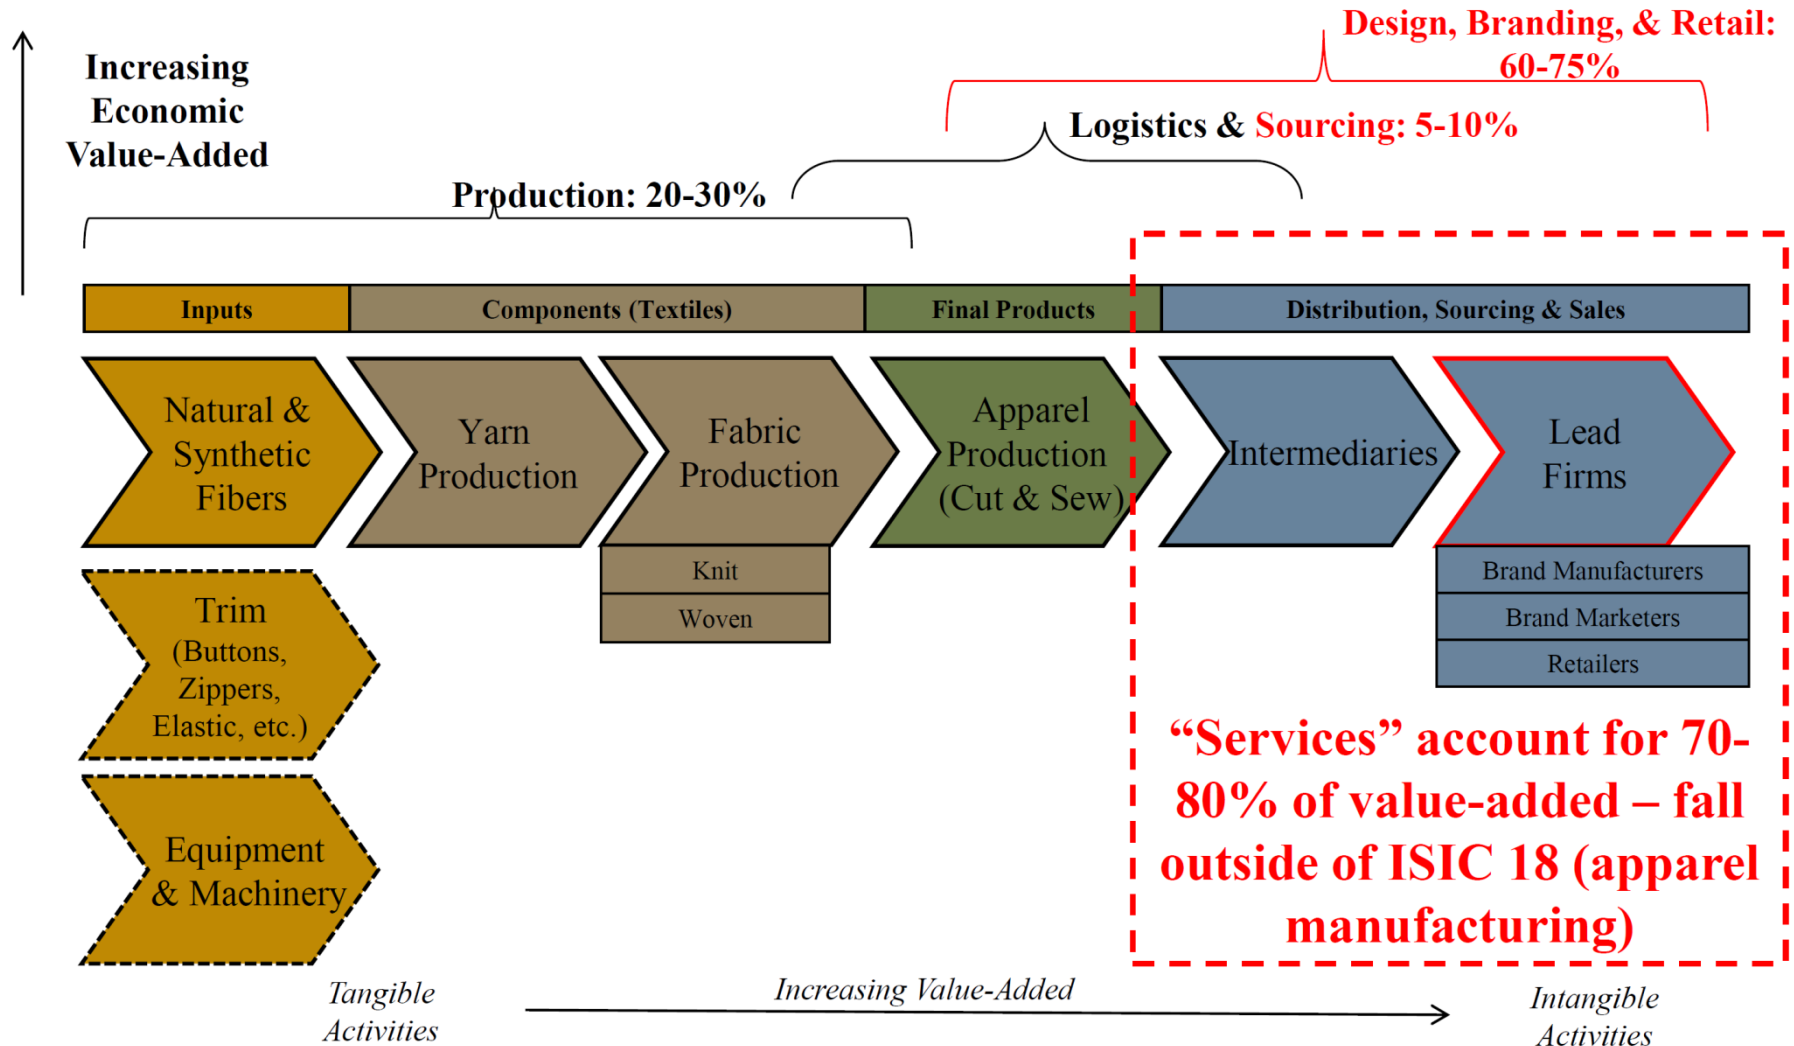 Design, Branding, & Retail:
60-75%
Increasing
Economic
Value-Added
Logistics & Sourcing: 5-10%
Production: 20-30%
Inputs
Components (Textiles)
Final Products
Distribution, Sourcing & Sales
Natural &
Synthetic
Fibers
Yarn
Production
Fabric
Production
Apparel
Production
(Cut & Sew)
Intermediaries
Lead
Firms
Knit
Woven
Brand Manufacturers
Brand Marketers
Retailers
Trim
(Buttons,
Zippers,
Elastic, etc.)
Equipment
& Machinery
“Services” account for 70-
80% of value-added – fall
outside of ISIC 18 (apparel
manufacturing)
Tangible
Activities
Increasing Value-Added
Intangible
Activities